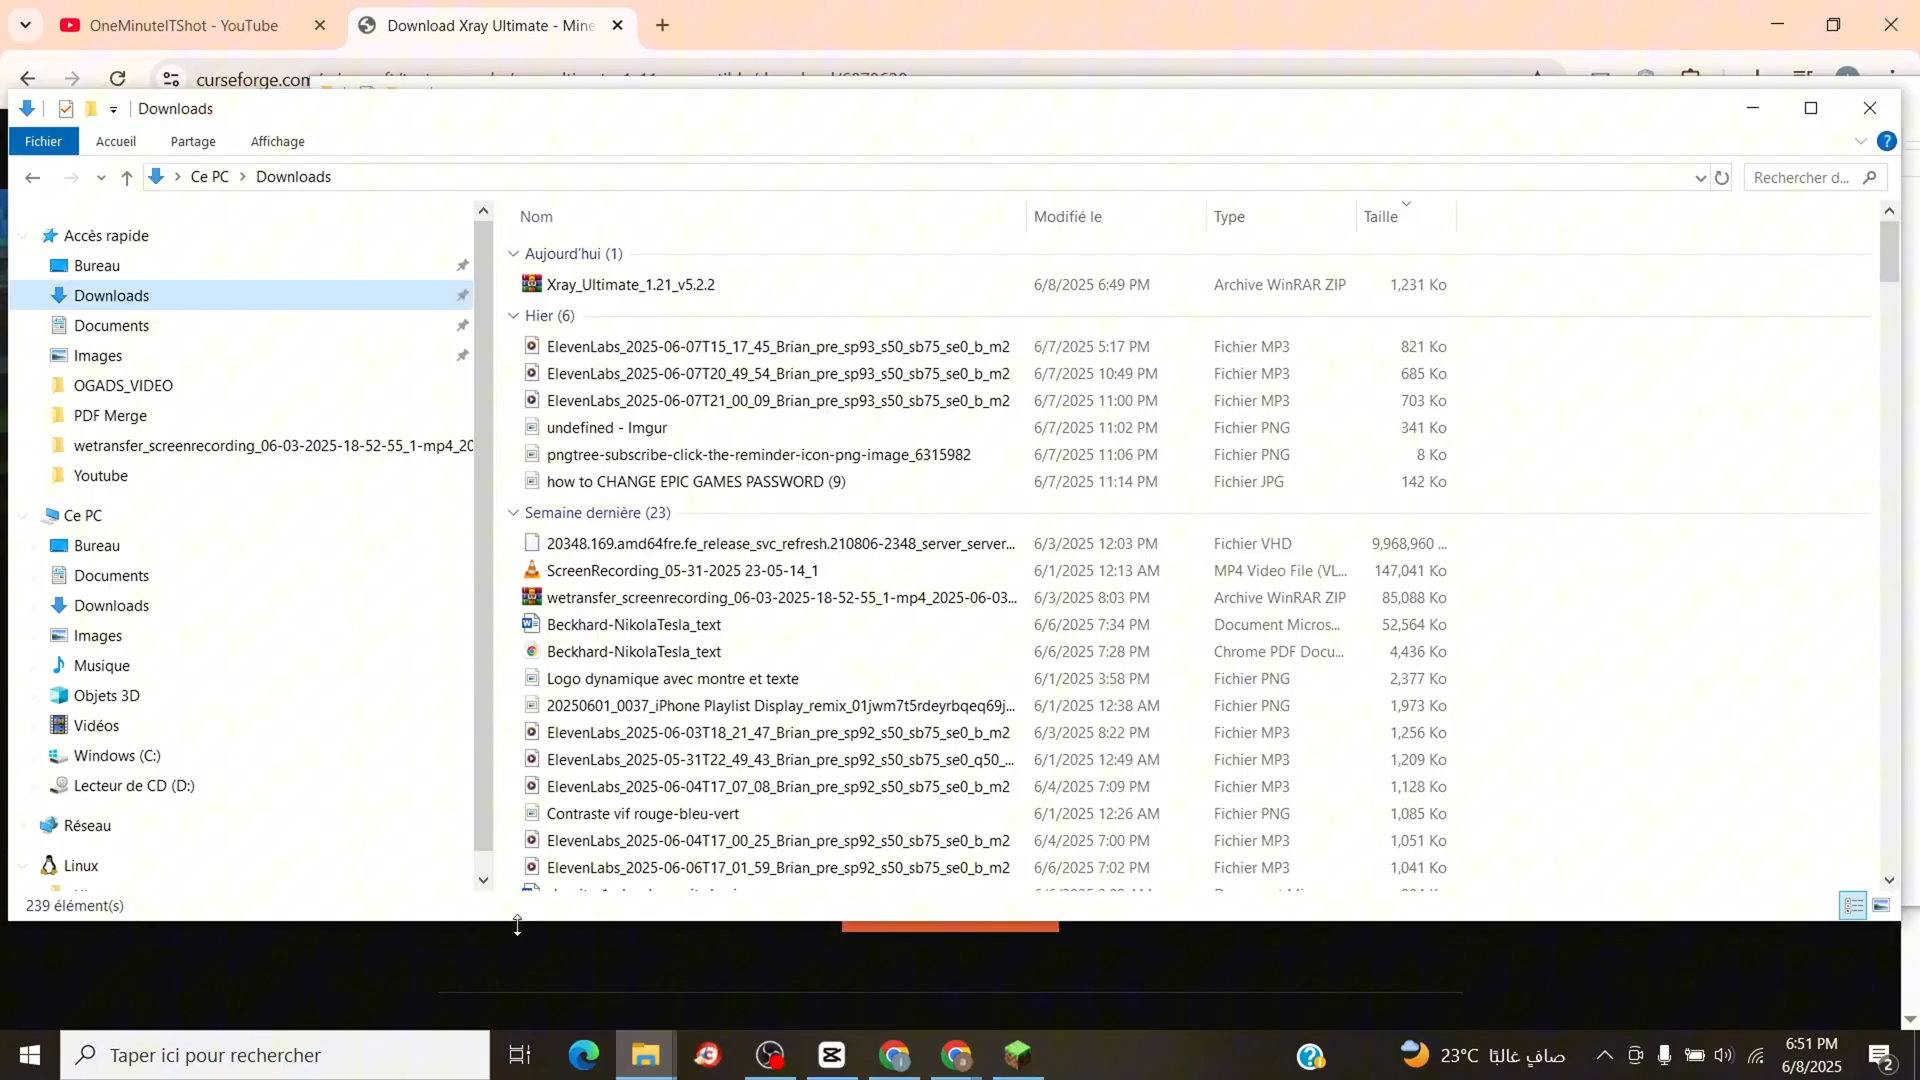 OneMinuteITShot - YouTube
Download Xray Ultimate - Mine
curseforge.com
Downloads
Fichier Accueil Partage Affichage
Ce PC Downloads
Rechercher d...
Nom Modifié le Type Taille
Accès rapide
Bureau
Downloads
Documents
Images
OGADS_VIDEO
PDF Merge
wetransfer_screenrecording_06-03-2025-18-52-55_1-mp4_20
Youtube
Ce PC
Bureau
Documents
Downloads
Images
Musique
Objets 3D
Vidéos
Windows (C:)
Lecteur de CD (D:)
Réseau
Linux
Aujourd'hui (1)
Xray_Ultimate_1.21_v5.2.2 6/8/2025 6:49 PM Archive WinRAR ZIP 1,231 Ko
Hier (6)
ElevenLabs_2025-06-07T15_17_45_Brian_pre_sp93_s50_sb75_se0_b_m2 6/7/2025 5:17 PM Fichier MP3 821 Ko
ElevenLabs_2025-06-07T20_49_54_Brian_pre_sp93_s50_sb75_se0_b_m2 6/7/2025 10:49 PM Fichier MP3 685 Ko
ElevenLabs_2025-06-07T21_00_09_Brian_pre_sp93_s50_sb75_se0_b_m2 6/7/2025 11:00 PM Fichier MP3 703 Ko
undefined - Imgur 6/7/2025 11:02 PM Fichier PNG 341 Ko
pngtree-subscribe-click-the-reminder-icon-png-image_6315982 6/7/2025 11:06 PM Fichier PNG 8 Ko
how to CHANGE EPIC GAMES PASSWORD (9) 6/7/2025 11:14 PM Fichier JPG 142 Ko
Semaine dernière (23)
20348.169.amd64fre.fe_release_svc_refresh.210806-2348_server_server... 6/3/2025 12:03 PM Fichier VHD 9,968,960 ...
ScreenRecording_05-31-2025 23-05-14_1 6/1/2025 12:13 AM MP4 Video File (VL... 147,041 Ko
wetransfer_screenrecording_06-03-2025-18-52-55_1-mp4_2025-06-03... 6/3/2025 8:03 PM Archive WinRAR ZIP 85,088 Ko
Beckhard-NikolaTesla_text 6/6/2025 7:34 PM Document Micros... 52,564 Ko
Beckhard-NikolaTesla_text 6/6/2025 7:28 PM Chrome PDF Docu... 4,436 Ko
Logo dynamique avec montre et texte 6/1/2025 3:58 PM Fichier PNG 2,377 Ko
20250601_0037_iPhone Playlist Display_remix_01jwm7t5rdeyrbqeq69j... 6/1/2025 12:38 AM Fichier PNG 1,973 Ko
ElevenLabs_2025-06-03T18_21_47_Brian_pre_sp92_s50_sb75_se0_b_m2 6/3/2025 8:22 PM Fichier MP3 1,256 Ko
ElevenLabs_2025-05-31T22_49_43_Brian_pre_sp92_s50_sb75_se0_q50_... 6/1/2025 12:49 AM Fichier MP3 1,209 Ko
ElevenLabs_2025-06-04T17_07_08_Brian_pre_sp92_s50_sb75_se0_b_m2 6/4/2025 7:09 PM Fichier MP3 1,128 Ko
Contraste vif rouge-bleu-vert 6/1/2025 12:26 AM Fichier PNG 1,085 Ko
ElevenLabs_2025-06-04T17_00_25_Brian_pre_sp92_s50_sb75_se0_b_m2 6/4/2025 7:00 PM Fichier MP3 1,051 Ko
ElevenLabs_2025-06-06T17_01_59_Brian_pre_sp92_s50_sb75_se0_b_m2 6/6/2025 7:02 PM Fichier MP3 1,041 Ko
239 élément(s)
Taper ici pour rechercher
23°C صافٍ غالبًا
6:51 PM
6/8/2025
2